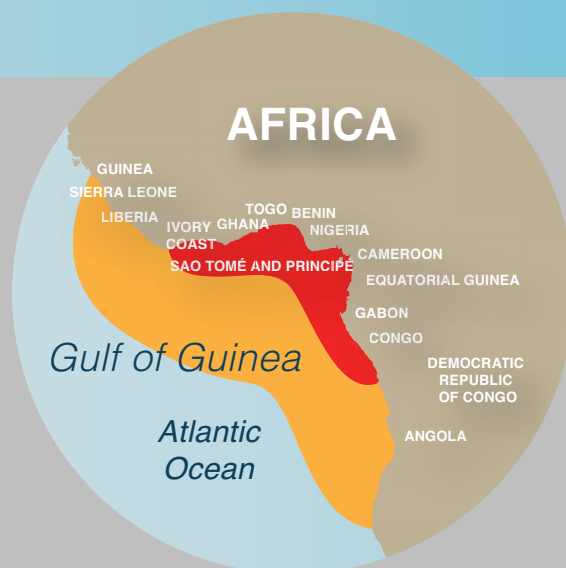 AFRICA
GUINEA
SIERRA LEONE
LIBERIA
IVORY
COAST
GHANA
TOGO
BENIN
NIGERIA
SAO TOMÉ AND PRINCIPÉ
CAMEROON
EQUATORIAL GUINEA
GABON
CONGO
DEMOCRATIC
REPUBLIC
OF CONGO
ANGOLA
Gulf of Guinea
Atlantic
Ocean